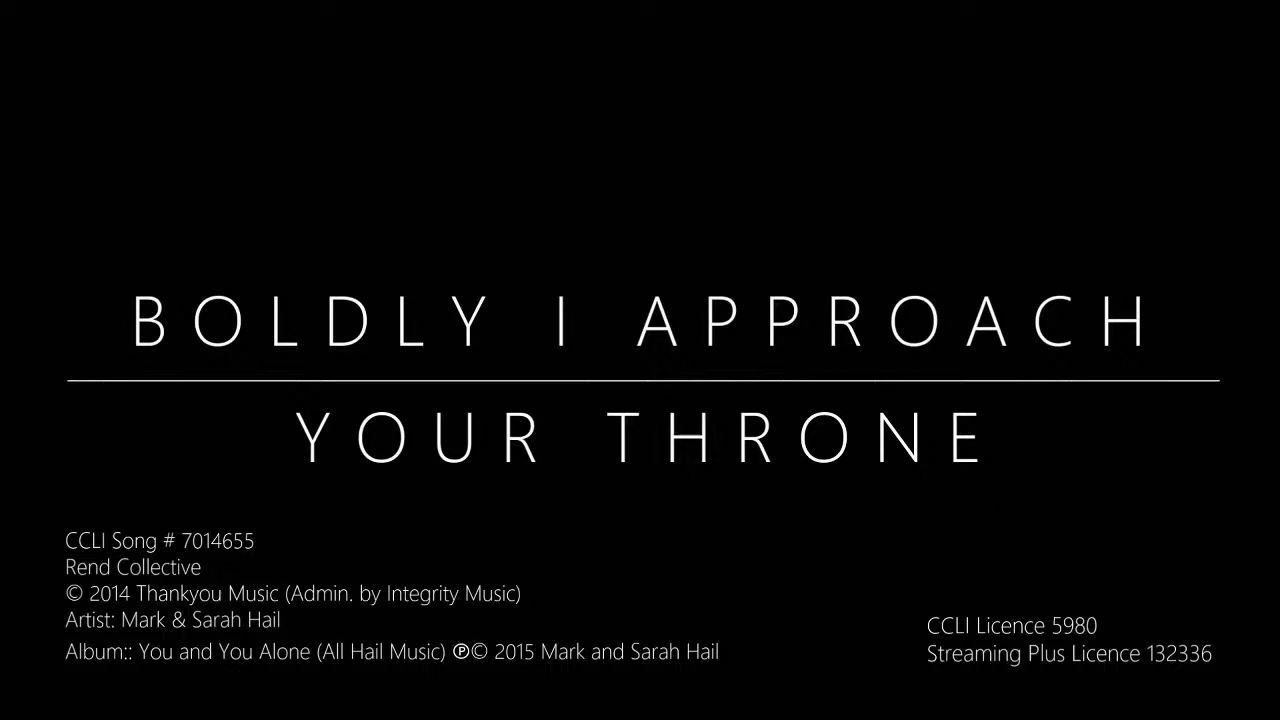 BOLDLY I APPROACH
YOUR THRONE
CCLI Song # 7014655
Rend Collective
© 2014 Thankyou Music (Admin. by Integrity Music)
Artist: Mark & Sarah Hail
Album:: You and You Alone (All Hail Music) ℗© 2015 Mark and Sarah Hail
CCLI Licence 5980
Streaming Plus Licence 132336